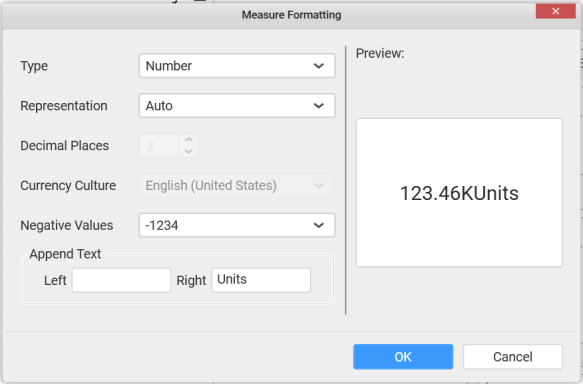 Measure Formatting
Type Number
Preview:
Representation Auto
Decimal Places 2
Currency Culture English (United States)
123.46KUnits
Negative Values -1234
Append Text
Left Right Units
OK Cancel